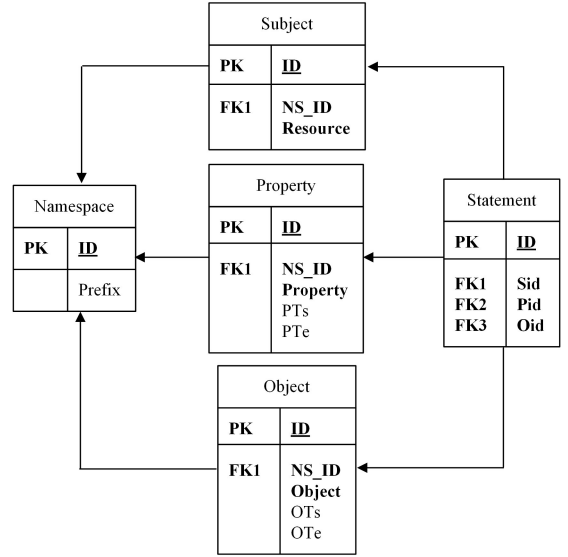 Subject
PK ID
FK1 NS_ID
Resource
Property
PK ID
FK1 NS_ID
Property
PTs
PTe
Namespace
PK ID
Prefix
Statement
PK ID
FK1 Sid
FK2 Pid
FK3 Oid
Object
PK ID
FK1 NS_ID
Object
OTs
OTe